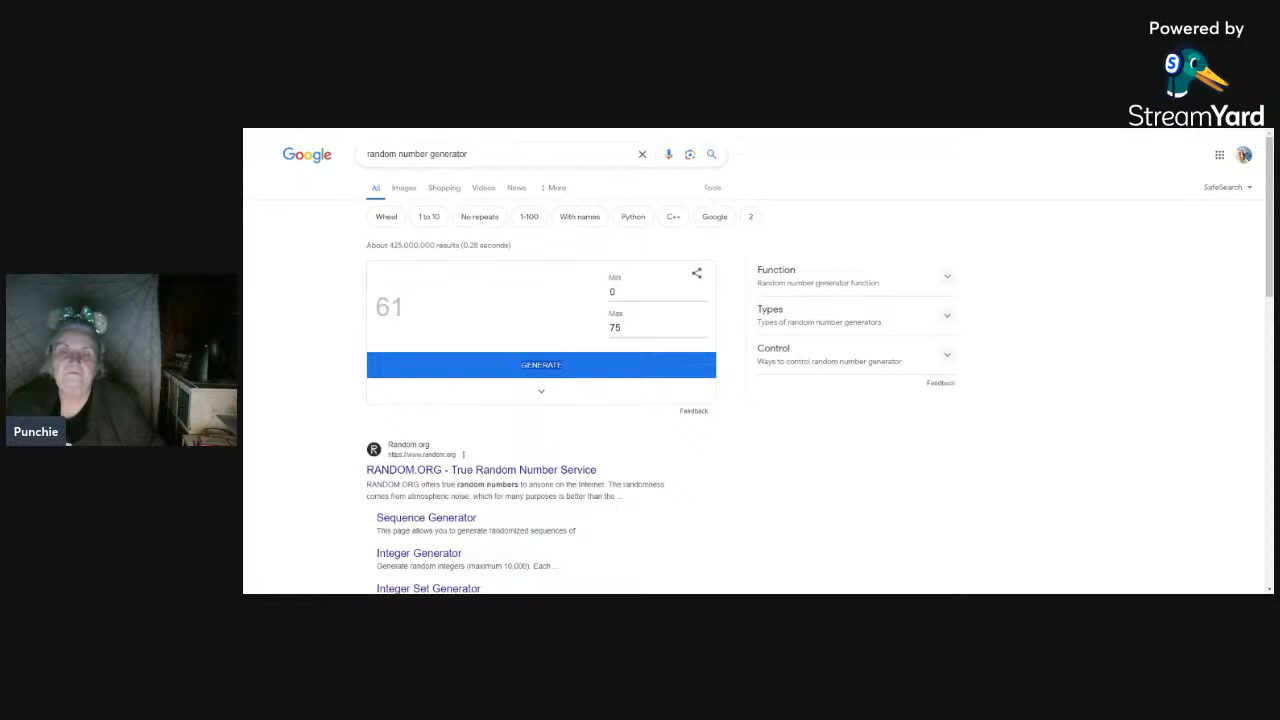 Powered by
StreamYard
Google
random number generator
All Images Shopping Videos News More Tools SafeSearch
Wheel 1 to 10 No repeats 1-100 With names Python C++ Google 2
About 425,000,000 results (0.28 seconds)
61
Min
0
Max
75
GENERATE
Feedback
Function
Random number generator function
Types
Types of random number generators
Control
Ways to control random number generator
Feedback
Punchie
Random.org
https://www.random.org
RANDOM.ORG - True Random Number Service
RANDOM.ORG offers true random numbers to anyone on the Internet. The randomness
comes from atmospheric noise, which for many purposes is better than the ...
Sequence Generator
This page allows you to generate randomized sequences of
Integer Generator
Generate random integers (maximum 10,000). Each ...
Integer Set Generator